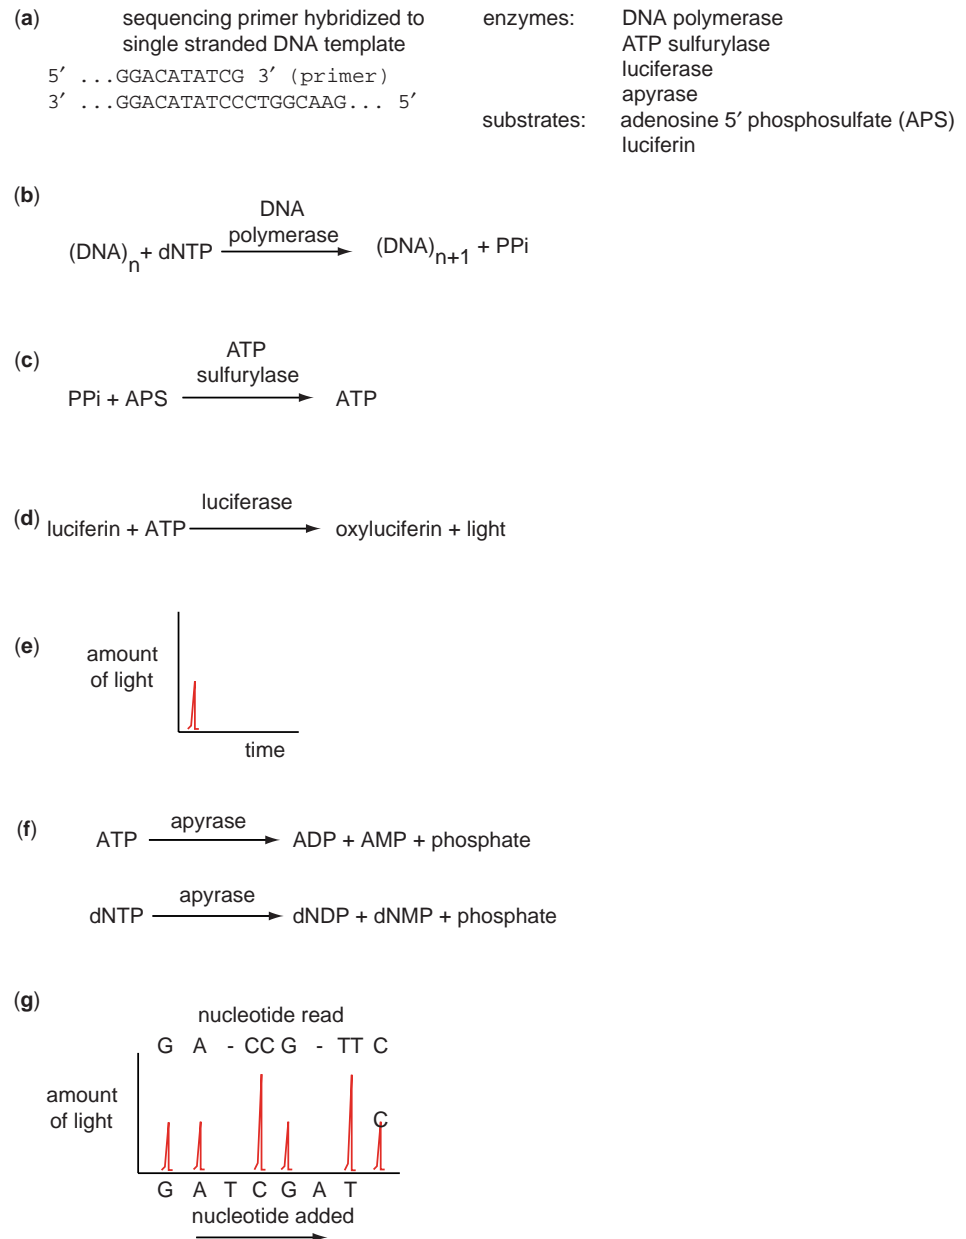 (a) sequencing primer hybridized to
single stranded DNA template
5′ ...GGACATATCG 3′ (primer)
3′ ...GGACATATCCCTGGCAAG... 5′
enzymes: DNA polymerase
ATP sulfurylase
luciferase
apyrase
substrates: adenosine 5′ phosphosulfate (APS)
luciferin
(b)
DNA
polymerase
(DNA)n + dNTP (DNA)n+1 + PPi
(c)
ATP
sulfurylase
PPi + APS ATP
(d)
luciferase
luciferin + ATP oxyluciferin + light
(e)
amount
of light
time
(f)
apyrase
ATP ADP + AMP + phosphate
apyrase
dNTP dNDP + dNMP + phosphate
(g)
nucleotide read
G A - CC G - TT C
amount
of light
C
G A T C G A T
nucleotide added